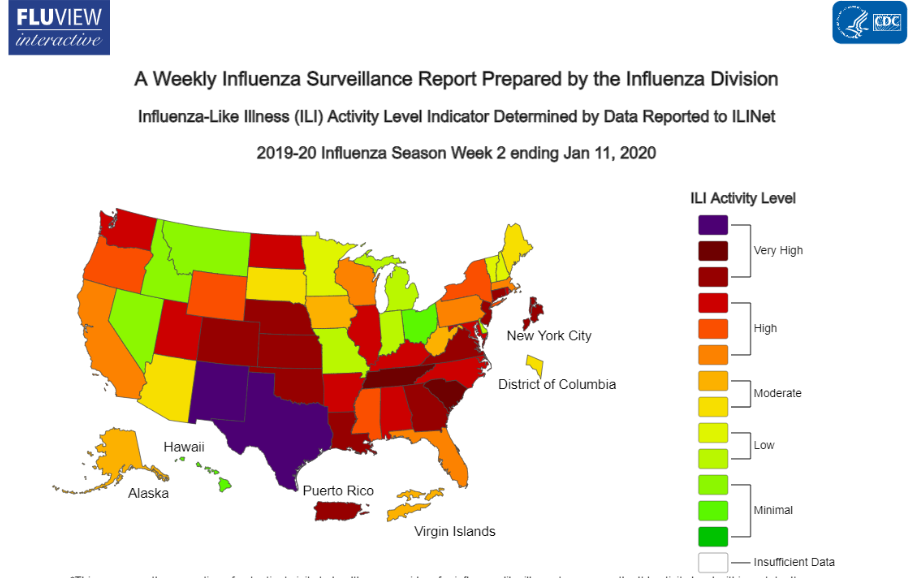 FLUVIEW
interactive
CDC
A Weekly Influenza Surveillance Report Prepared by the Influenza Division
Influenza-Like Illness (ILI) Activity Level Indicator Determined by Data Reported to ILINet
2019-20 Influenza Season Week 2 ending Jan 11, 2020
ILI Activity Level
Very High
High
Moderate
Low
Minimal
Insufficient Data
New York City
District of Columbia
Hawaii
Alaska
Puerto Rico
Virgin Islands